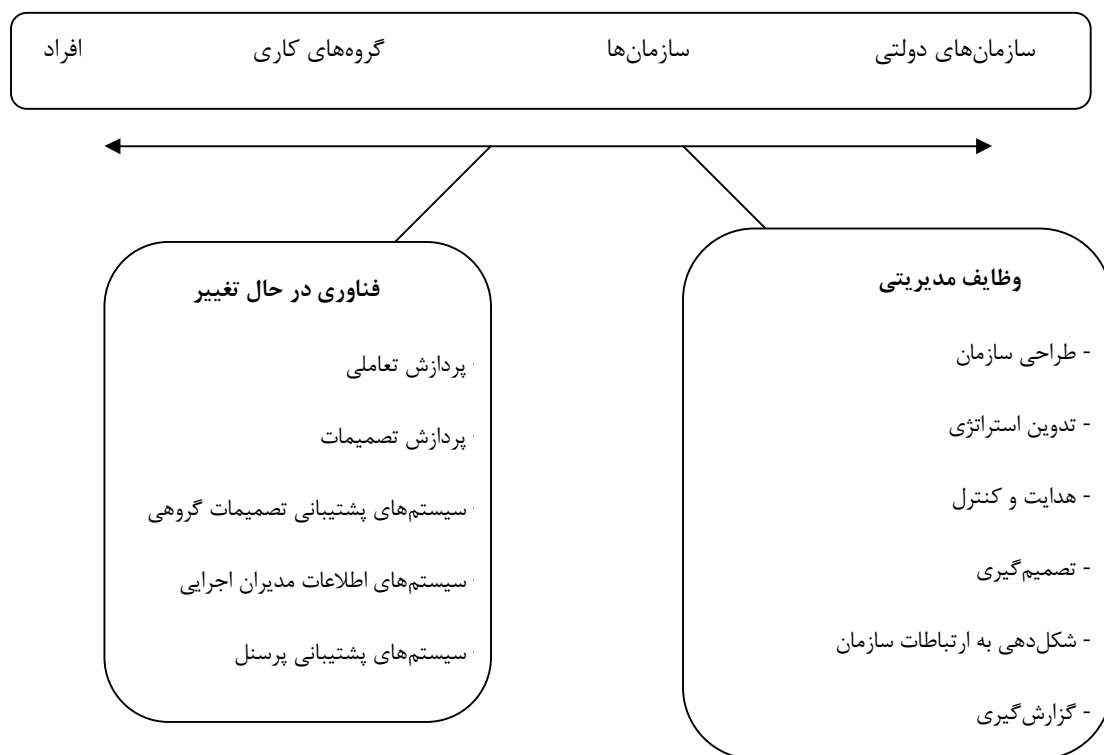 سازمان‌های دولتی سازمان‌ها گروه‌های کاری افراد
وظایف مدیریتی
- طراحی سازمان
- تدوین استراتژی
- هدایت و کنترل
- تصمیم‌گیری
- شکل‌دهی به ارتباطات سازمان
- گزارش‌گیری
فناوری در حال تغییر
- پردازش تعاملی
- پردازش تصمیمات
- سیستم‌های پشتیبانی تصمیمات گروهی
- سیستم‌های اطلاعات مدیران اجرایی
- سیستم‌های پشتیبانی پرسنل